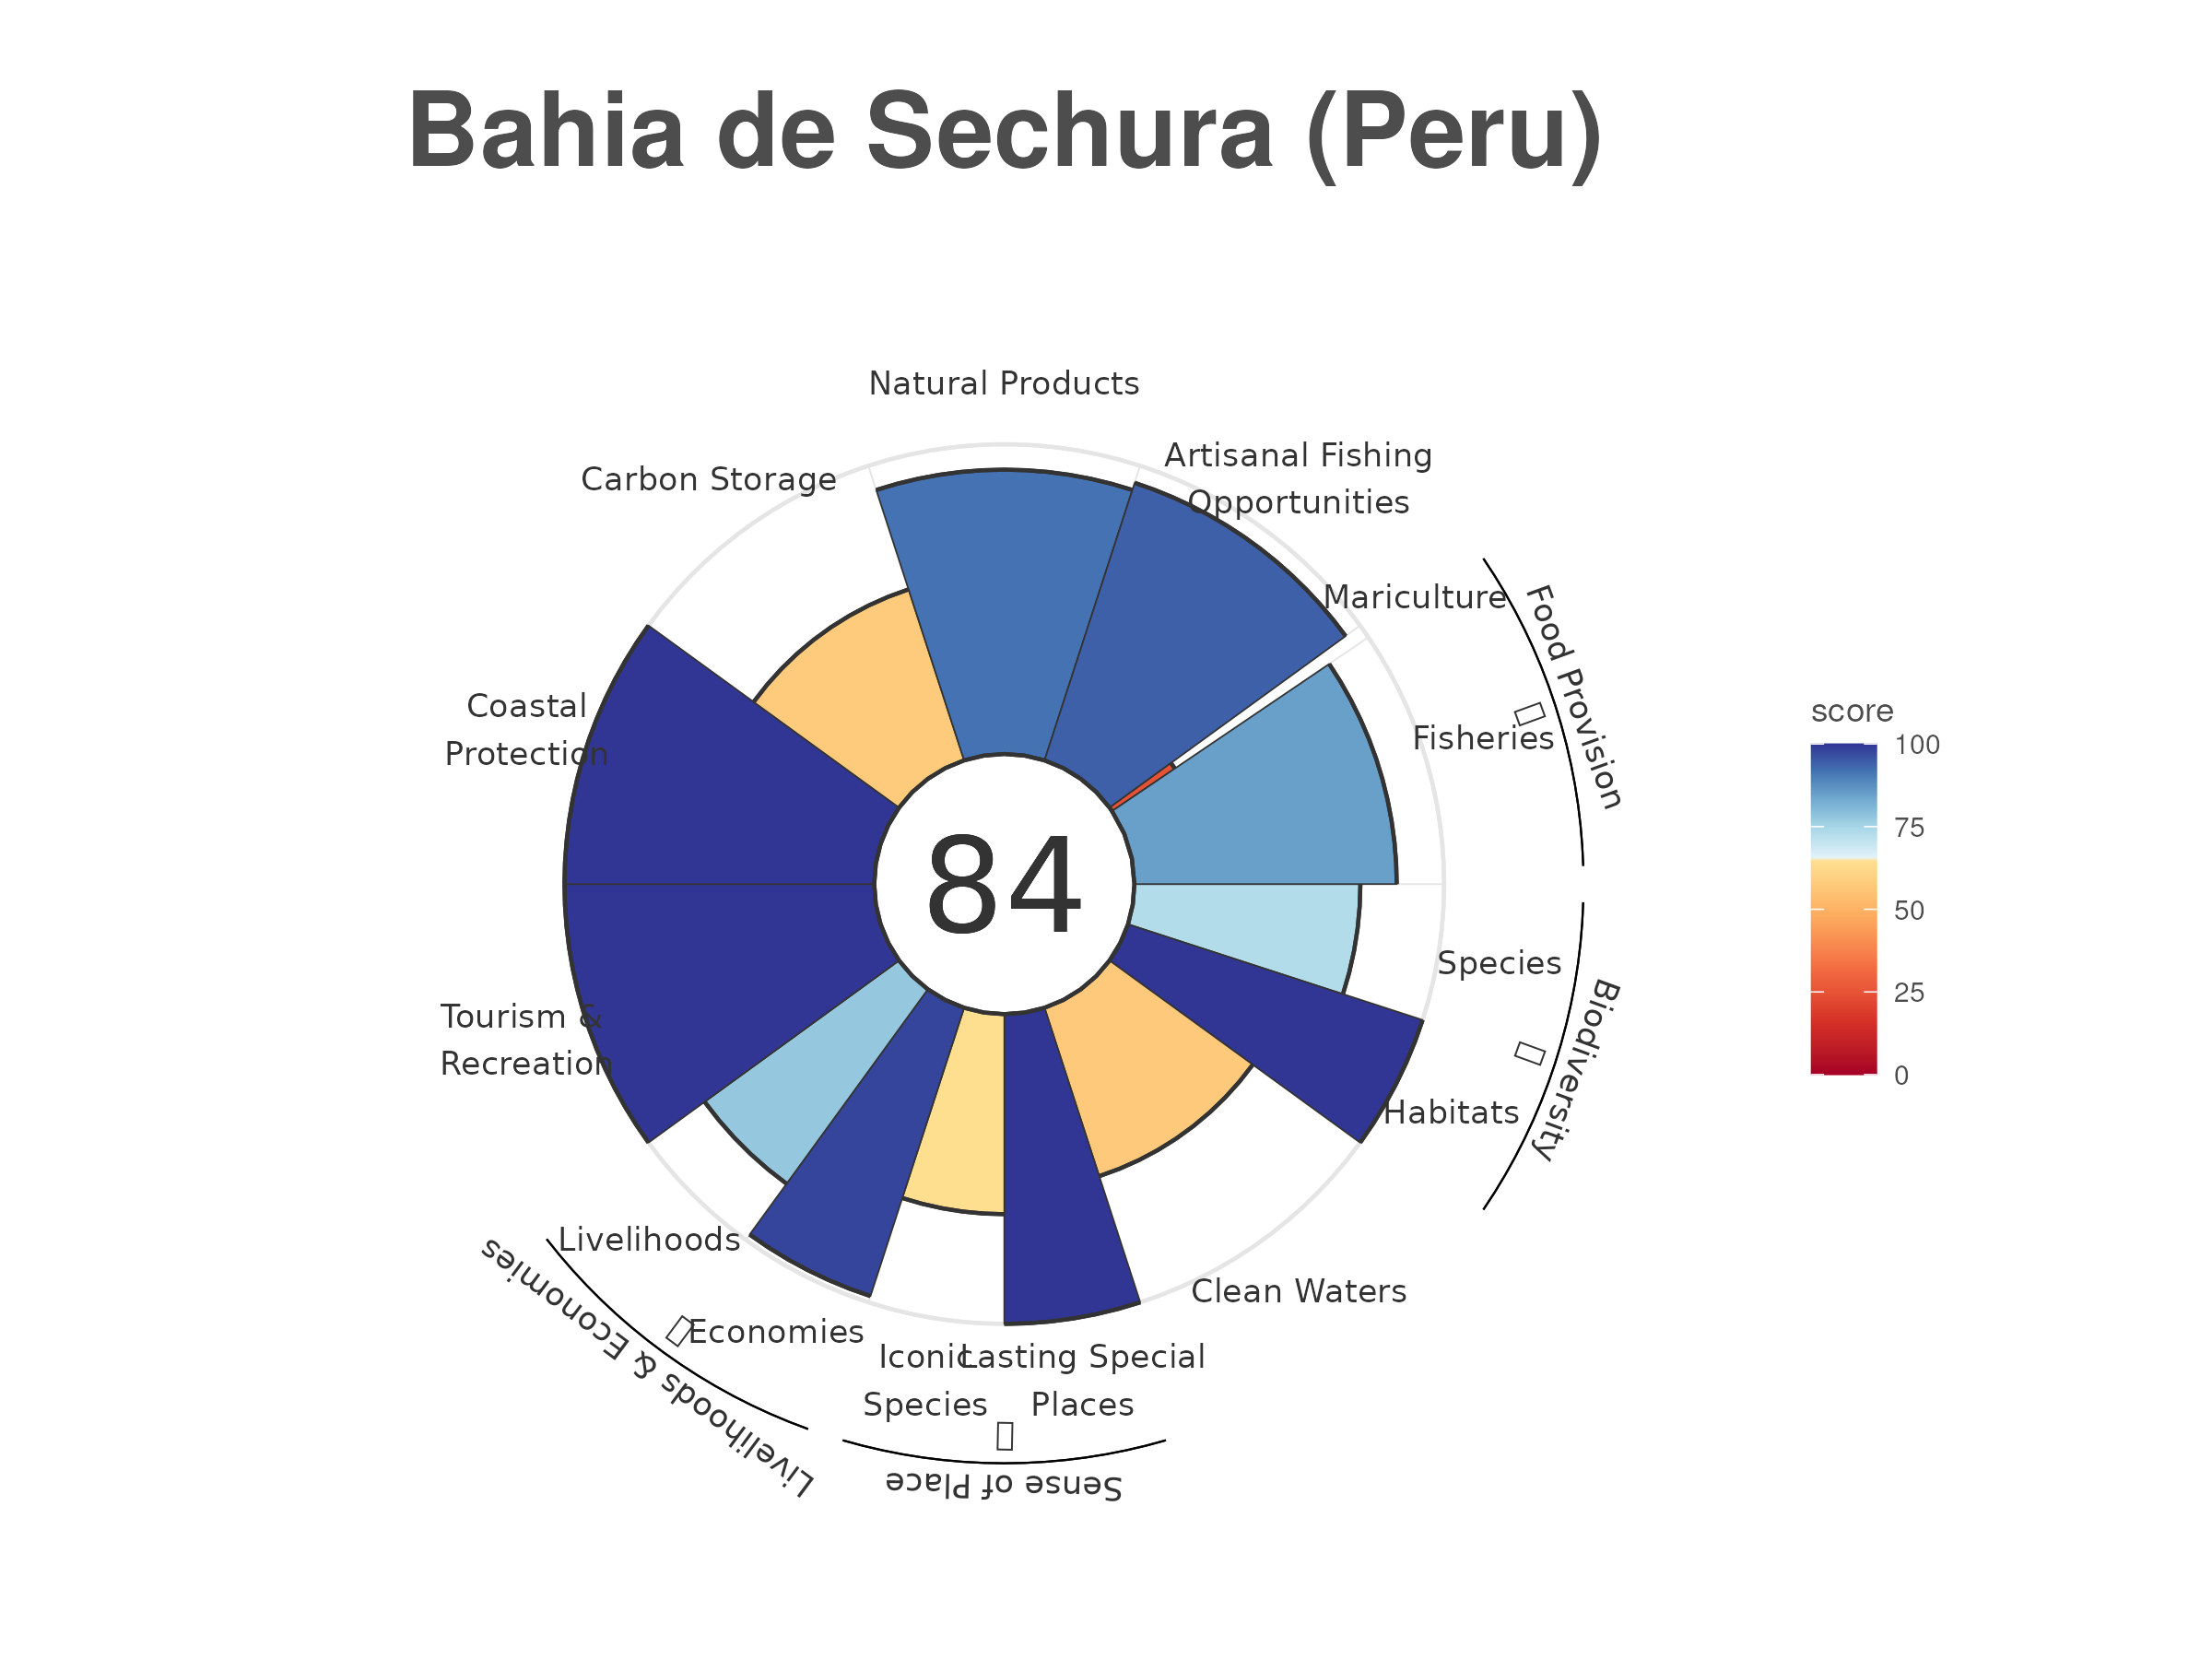 Bahia de Sechura (Peru)
Natural Products
Artisanal Fishing
Opportunities
Carbon Storage
Mariculture
Food Provision
Fisheries
Coastal
Protection
84
Species
Biodiversity
Habitats
Tourism &
Recreation
Livelihoods
Economies
Livelihoods & Economies
Clean Waters
Iconic
Species
Lasting Special
Places
Sense of Place
score
100
75
50
25
0